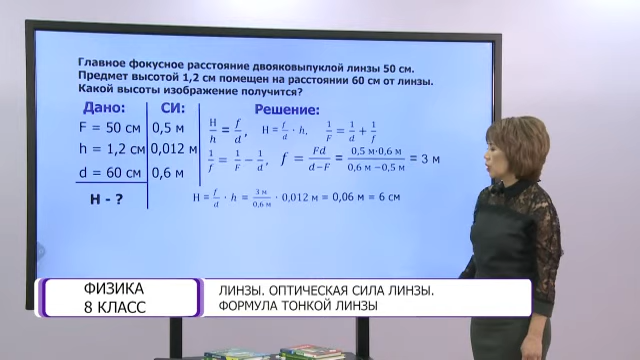 Главное фокусное расстояние двояковыпуклой линзы 50 см.
Предмет высотой 1,2 см помещен на расстоянии 60 см от линзы.
Какой высоты изображение получится?
Дано: СИ: Решение:
F = 50 см 0,5 м H/h = f/d, H = f/d · h, 1/F = 1/d + 1/f
h = 1,2 см 0,012 м 1/f = 1/F − 1/d, f = Fd/(d−F) = 0,5 м·0,6 м/(0,6 м −0,5 м) = 3 м
d = 60 см 0,6 м
H - ? H = f/d · h = 3 м/0,6 м · 0,012 м = 0,06 м = 6 см
ФИЗИКА
8 КЛАСС
ЛИНЗЫ. ОПТИЧЕСКАЯ СИЛА ЛИНЗЫ.
ФОРМУЛА ТОНКОЙ ЛИНЗЫ